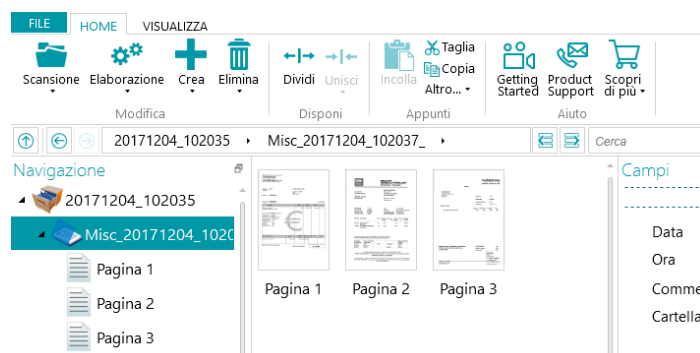 FILE HOME VISUALIZZA
Scansione Elaborazione Crea Elimina Dividi Unisci Incolla Taglia
Copia
Altro... Getting Started Product Support Scopri di più
Modifica Disponi Appunti Aiuto
20171204_102035 Misc_20171204_102037_ Cerca
Navigazione Campi
20171204_102035
Misc_20171204_102
Pagina 1
Pagina 2
Pagina 3
Pagina 1 Pagina 2 Pagina 3
Data
Ora
Comme
Cartella